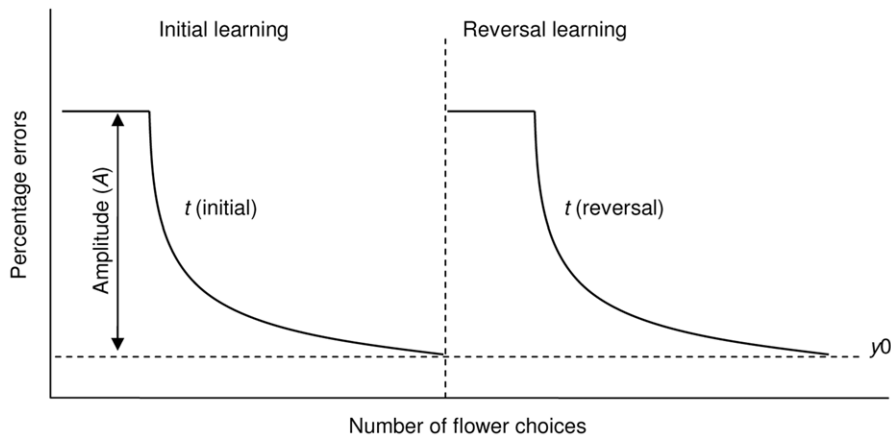 Initial learning
Reversal learning
Percentage errors
Amplitude (A)
t (initial)
t (reversal)
y0
Number of flower choices